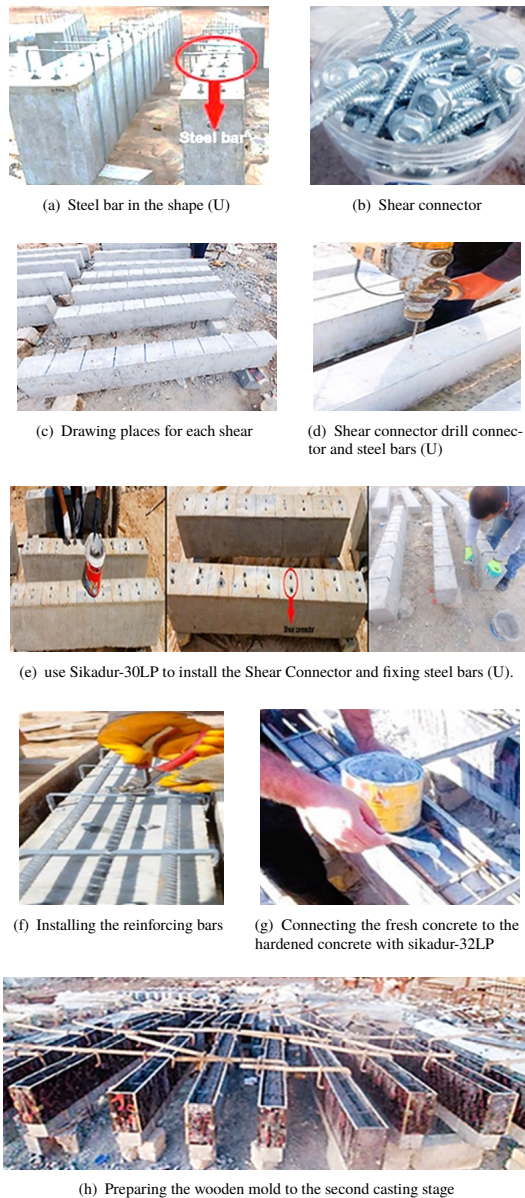 Steel bar
(a) Steel bar in the shape (U)
(b) Shear connector
(c) Drawing places for each shear
(d) Shear connector drill connec-
tor and steel bars (U)
Shear connector
(e) use Sikadur-30LP to install the Shear Connector and fixing steel bars (U).
(f) Installing the reinforcing bars
(g) Connecting the fresh concrete to the
hardened concrete with sikadur-32LP
(h) Preparing the wooden mold to the second casting stage